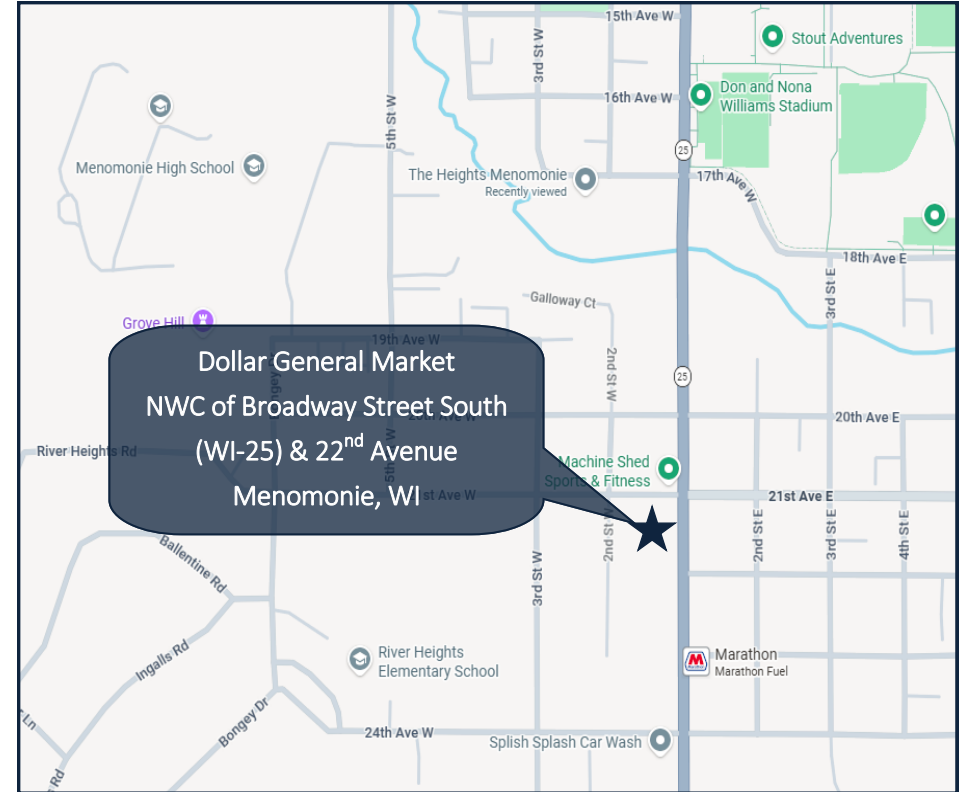 15th Ave W
Stout Adventures
3rd St W
Don and Nona
Williams Stadium
16th Ave W
5th St W
25
Menomonie High School
The Heights Menomonie
Recently viewed
17th Ave W
18th Ave E
3rd St E
Galloway Ct
Grove Hill
19th Ave W
2nd St W
25
Dollar General Market
NWC of Broadway Street South
(WI-25) & 22nd Avenue
Menomonie, WI
20th Ave E
River Heights Rd
5th St W
Machine Shed
Sports & Fitness
21st Ave E
2nd St W
2nd St E
3rd St E
4th St E
Ballentine Rd
3rd St W
Ingalls Rd
River Heights
Elementary School
Marathon
Marathon Fuel
Bongey Dr
24th Ave W
Splish Splash Car Wash
Ln
Rd